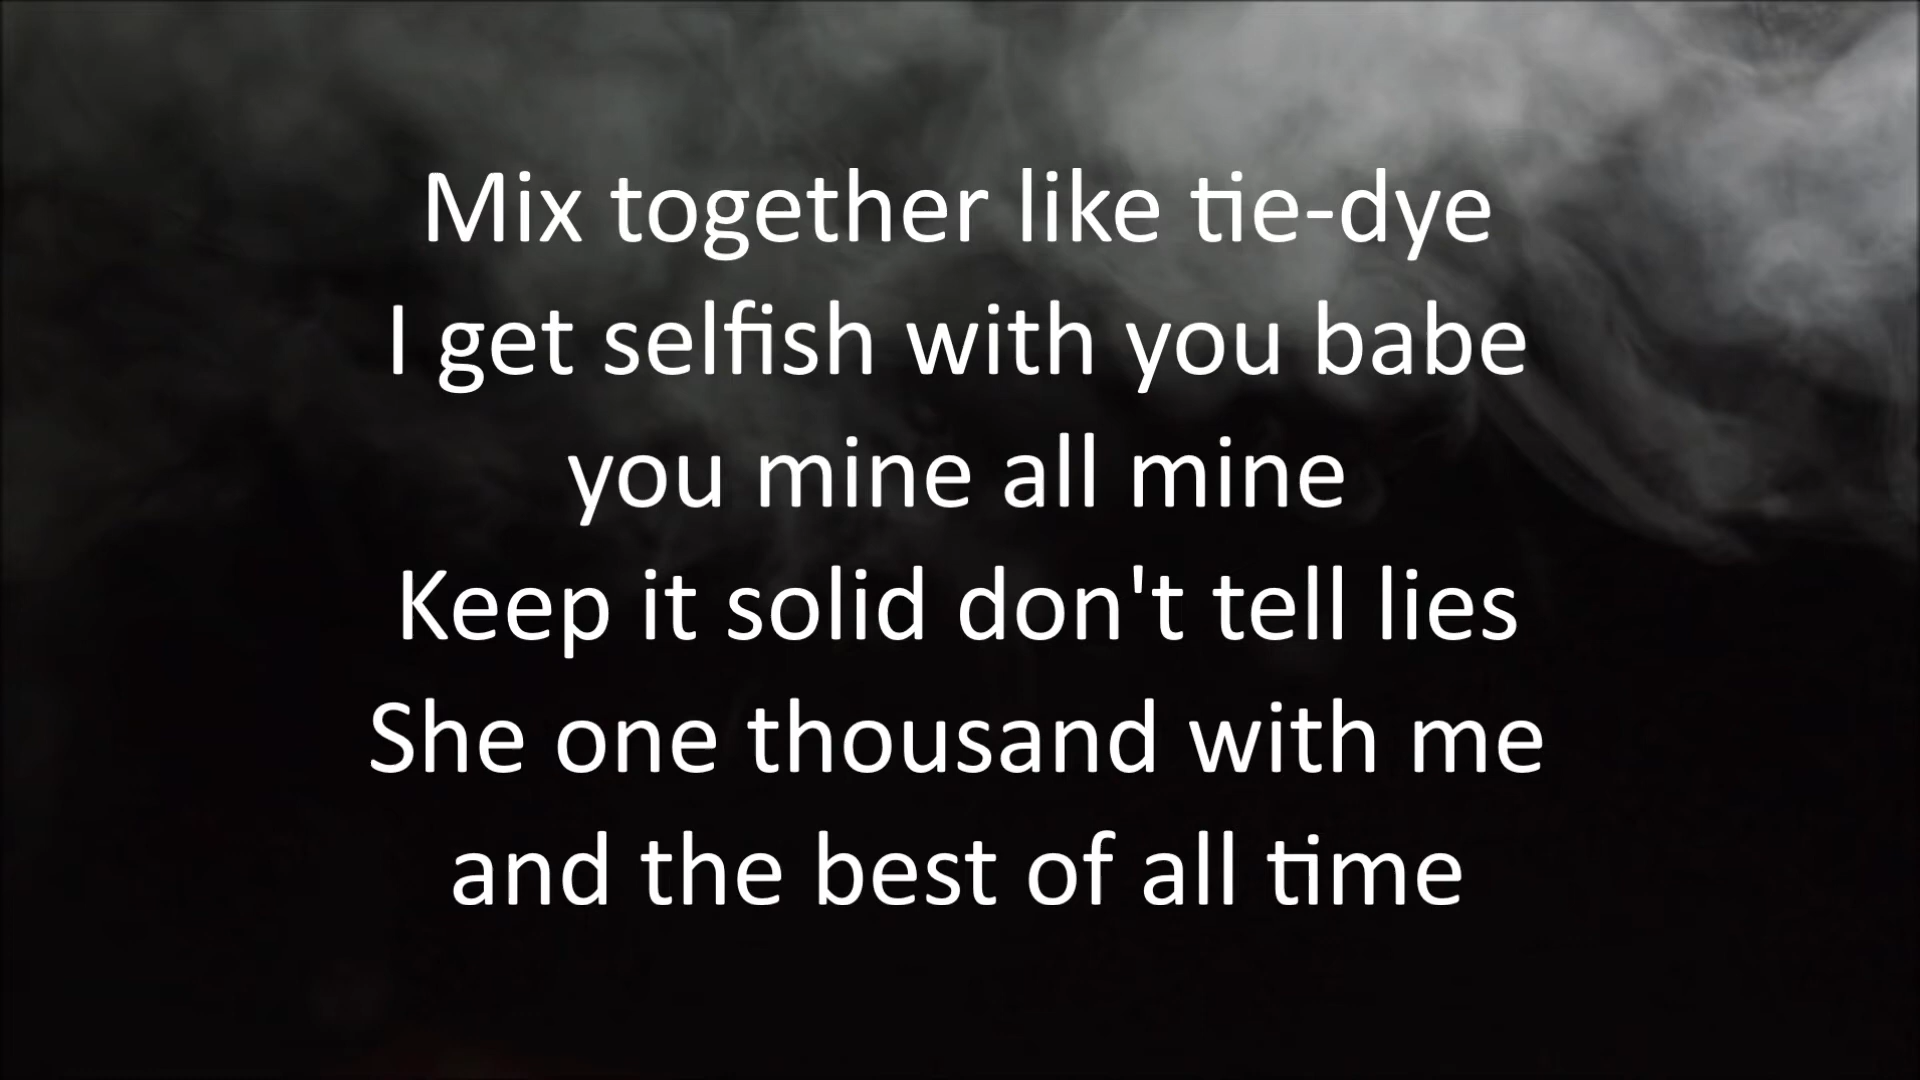 Mix together like tie-dye
I get selfish with you babe
you mine all mine
Keep it solid don't tell lies
She one thousand with me
and the best of all time